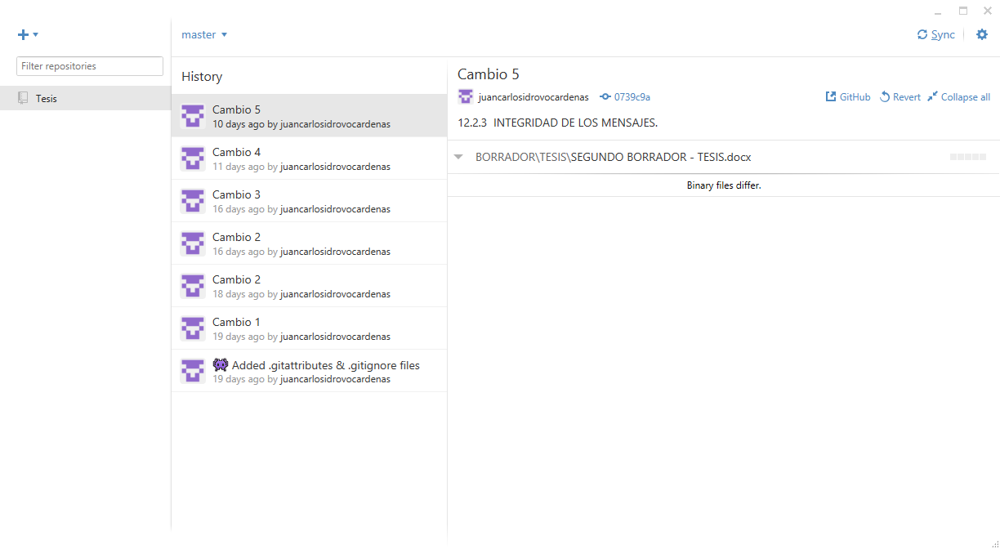 master
Sync
Filter repositories
Tesis
History
Cambio 5
10 days ago by juancarlosidrovocardenas
Cambio 4
11 days ago by juancarlosidrovocardenas
Cambio 3
16 days ago by juancarlosidrovocardenas
Cambio 2
16 days ago by juancarlosidrovocardenas
Cambio 2
18 days ago by juancarlosidrovocardenas
Cambio 1
19 days ago by juancarlosidrovocardenas
Added .gitattributes & .gitignore files
19 days ago by juancarlosidrovocardenas
Cambio 5
juancarlosidrovocardenas 0739c9a GitHub Revert Collapse all
12.2.3 INTEGRIDAD DE LOS MENSAJES.
BORRADOR\TESIS\SEGUNDO BORRADOR - TESIS.docx
Binary files differ.